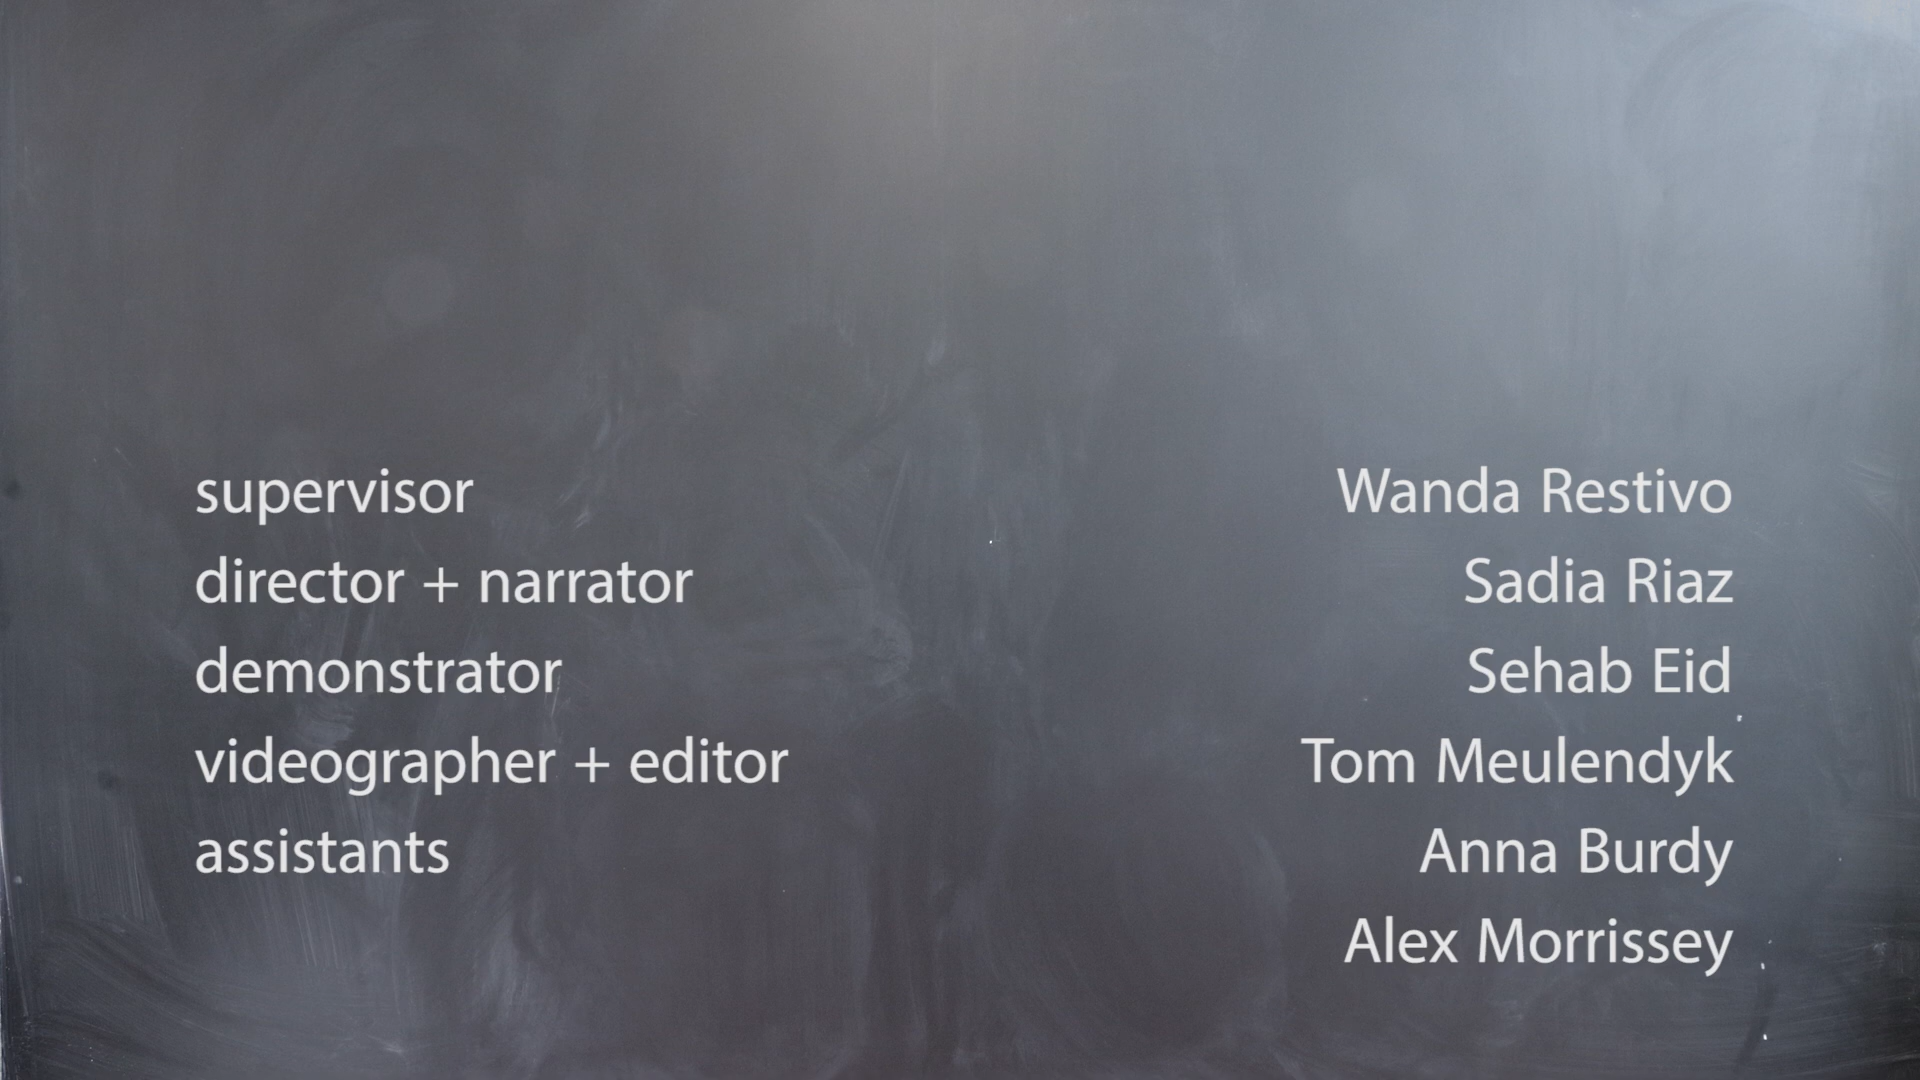 supervisor Wanda Restivo
director + narrator Sadia Riaz
demonstrator Sehab Eid
videographer + editor Tom Meulendyk
assistants Anna Burdy
Alex Morrissey